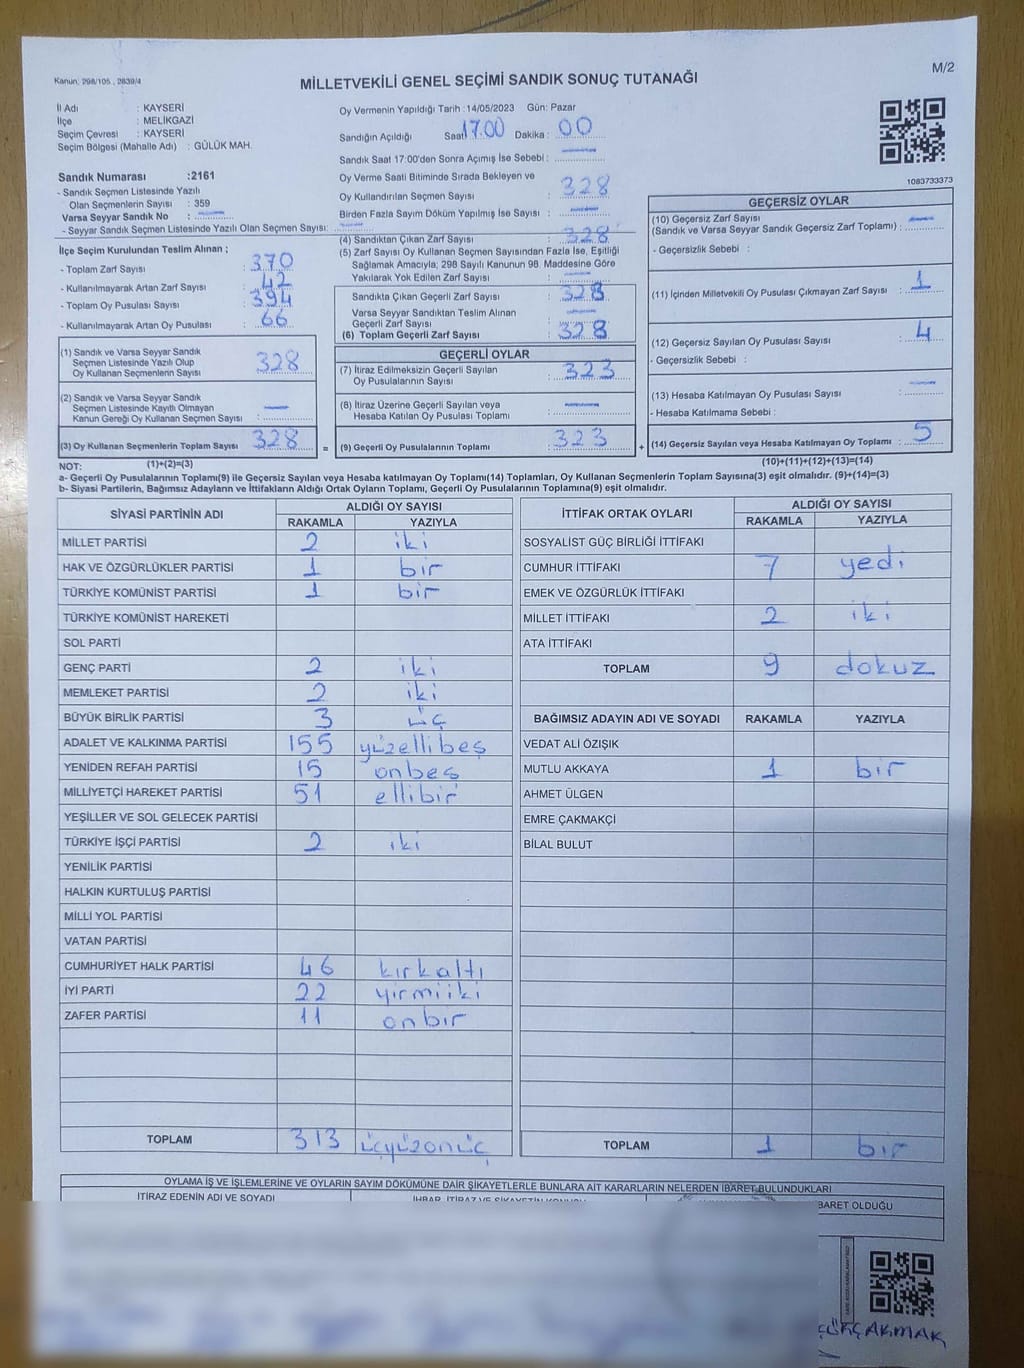 Kanun; 298/105 , 2839/4
MİLLETVEKİLİ GENEL SEÇİMİ SANDIK SONUÇ TUTANAĞI
M/2
İl Adı : KAYSERİ
İlçe : MELİKGAZİ
Seçim Çevresi : KAYSERİ
Seçim Bölgesi (Mahalle Adı) : GÜLÜK MAH.
Sandık Numarası :2161
- Sandık Seçmen Listesinde Yazılı
Olan Seçmenlerin Sayısı : 359
Varsa Seyyar Sandık No :
- Seyyar Sandık Seçmen Listesinde Yazılı Olan Seçmen Sayısı:
İlçe Seçim Kurulundan Teslim Alınan ;
- Toplam Zarf Sayısı : 370
- Kullanılmayarak Artan Zarf Sayısı : 42
- Toplam Oy Pusulası Sayısı : 394
- Kullanılmayarak Artan Oy Pusulası : 66
(1) Sandık ve Varsa Seyyar Sandık
Seçmen Listesinde Yazılı Olup
Oy Kullanan Seçmenlerin Sayısı : 328
(2) Sandık ve Varsa Seyyar Sandık
Seçmen Listesinde Kayıtlı Olmayan
Kanun Gereği Oy Kullanan Seçmen Sayısı :
(3) Oy Kullanan Seçmenlerin Toplam Sayısı 328 =
(1)+(2)=(3)
Oy Vermenin Yapıldığı Tarih :14/05/2023 Gün: Pazar
Sandığın Açıldığı Saat 17.00 Dakika : 00
Sandık Saat 17:00'den Sonra Açımış İse Sebebi :
Oy Verme Saati Bitiminde Sırada Bekleyen ve
Oy Kullandırılan Seçmen Sayısı : 328
Birden Fazla Sayım Döküm Yapılmış İse Sayısı :
(4) Sandıktan Çıkan Zarf Sayısı : 328
(5) Zarf Sayısı Oy Kullanan Seçmen Sayısından Fazla İse, Eşitliği
Sağlamak Amacıyla; 298 Sayılı Kanunun 98. Maddesine Göre
Yakılarak Yok Edilen Zarf Sayısı :
Sandıkta Çıkan Geçerli Zarf Sayısı : 328
Varsa Seyyar Sandıktan Teslim Alınan
Geçerli Zarf Sayısı :
(6) Toplam Geçerli Zarf Sayısı : 328
GEÇERLİ OYLAR
(7) İtiraz Edilmeksizin Geçerli Sayılan
Oy Pusulalarının Sayısı : 323
(8) İtiraz Üzerine Geçerli Sayılan veya
Hesaba Katılan Oy Pusulası Toplamı :
(9) Geçerli Oy Pusulalarının Toplamı : 323 +
1083733373
GEÇERSİZ OYLAR
(10) Geçersiz Zarf Sayısı
(Sandık ve Varsa Seyyar Sandık Geçersiz Zarf Toplamı) :
- Geçersizlik Sebebi :
(11) İçinden Milletvekili Oy Pusulası Çıkmayan Zarf Sayısı : 1
(12) Geçersiz Sayılan Oy Pusulası Sayısı : 4
- Geçersizlik Sebebi :
(13) Hesaba Katılmayan Oy Pusulası Sayısı :
- Hesaba Katılmama Sebebi :
(14) Geçersiz Sayılan veya Hesaba Katılmayan Oy Toplamı : 5
(10)+(11)+(12)+(13)=(14)
NOT:
a- Geçerli Oy Pusulaları Toplamı(9) ile Geçersiz Sayılan veya Hesaba katılmayan Oy Toplamı(14) Toplamları, Oy Kullanan Seçmenlerin Toplam Sayısına(3) eşit olmalıdır. (9)+(14)=(3)
b- Siyasi Partilerin, Bağımsız Adayların ve İttifakların Aldığı Ortak Oyların Toplamı, Geçerli Oy Pusulalarının Toplamına(9) eşit olmalıdır.
SİYASİ PARTİNİN ADI ALDIĞI OY SAYISI
RAKAMLA YAZIYLA
MİLLET PARTİSİ 2 iki
HAK VE ÖZGÜRLÜKLER PARTİSİ 1 bir
TÜRKİYE KOMÜNİST PARTİSİ 1 bir
TÜRKİYE KOMÜNİST HAREKETİ
SOL PARTİ
GENÇ PARTİ 2 iki
MEMLEKET PARTİSİ 2 iki
BÜYÜK BİRLİK PARTİSİ 3 üç
ADALET VE KALKINMA PARTİSİ 155 yüzellibeş
YENİDEN REFAH PARTİSİ 15 onbeş
MİLLİYETÇİ HAREKET PARTİSİ 51 ellibir
YEŞİLLER VE SOL GELECEK PARTİSİ
TÜRKİYE İŞÇİ PARTİSİ 2 iki
YENİLİK PARTİSİ
HALKIN KURTULUŞ PARTİSİ
MİLLİ YOL PARTİSİ
VATAN PARTİSİ
CUMHURİYET HALK PARTİSİ 46 kırkaltı
İYİ PARTİ 22 yirmiiki
ZAFER PARTİSİ 11 onbir
TOPLAM 313 üçyüzonüç
İTTİFAK ORTAK OYLARI ALDIĞI OY SAYISI
RAKAMLA YAZIYLA
SOSYALİST GÜÇ BİRLİĞİ İTTİFAKI
CUMHUR İTTİFAKI 7 yedi
EMEK VE ÖZGÜRLÜK İTTİFAKI
MİLLET İTTİFAKI 2 iki
ATA İTTİFAKI
TOPLAM 9 dokuz
BAĞIMSIZ ADAYIN ADI VE SOYADI RAKAMLA YAZIYLA
VEDAT ALİ ÖZIŞIK
MUTLU AKKAYA 1 bir
AHMET ÜLGEN
EMRE ÇAKMAKÇİ
BİLAL BULUT
TOPLAM 1 bir
OYLAMA İŞ VE İŞLEMLERİNE VE OYLARIN SAYIM DÖKÜMÜNE DAİR ŞİKAYETLERLE BUNLARA AİT KARARLARIN NELERDEN İBARET BULUNDUKLARI
İTİRAZ EDENİN ADI VE SOYADI İHBAR, İTİRAZ VE ŞİKAYETİN KONUSU BARET OLDUĞU